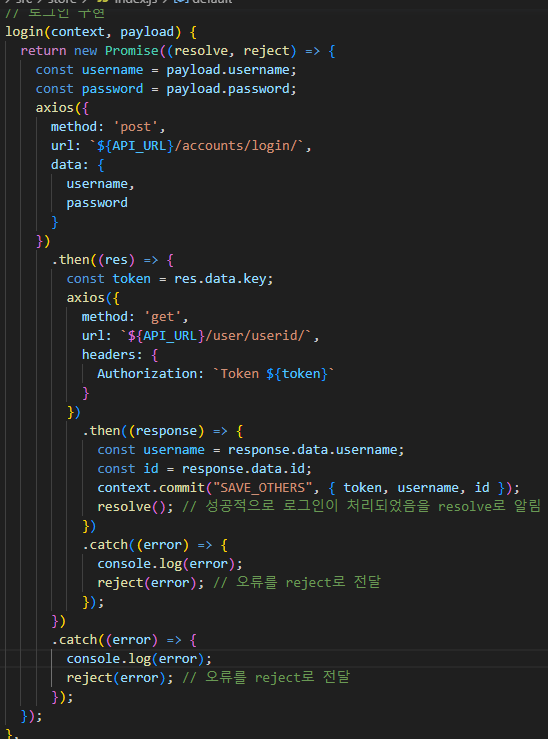 src > store > JS index.js > default
// 로그인 구현
login(context, payload) {
  return new Promise((resolve, reject) => {
    const username = payload.username;
    const password = payload.password;
    axios({
      method: 'post',
      url: `${API_URL}/accounts/login/`,
      data: {
        username,
        password
      }
    })
      .then((res) => {
        const token = res.data.key;
        axios({
          method: 'get',
          url: `${API_URL}/user/userid/`,
          headers: {
            Authorization: `Token ${token}`
          }
        })
          .then((response) => {
            const username = response.data.username;
            const id = response.data.id;
            context.commit("SAVE_OTHERS", { token, username, id });
            resolve(); // 성공적으로 로그인이 처리되었음을 resolve로 알림
          })
          .catch((error) => {
            console.log(error);
            reject(error); // 오류를 reject로 전달
          });
      })
      .catch((error) => {
        console.log(error);
        reject(error); // 오류를 reject로 전달
      });
  });
},